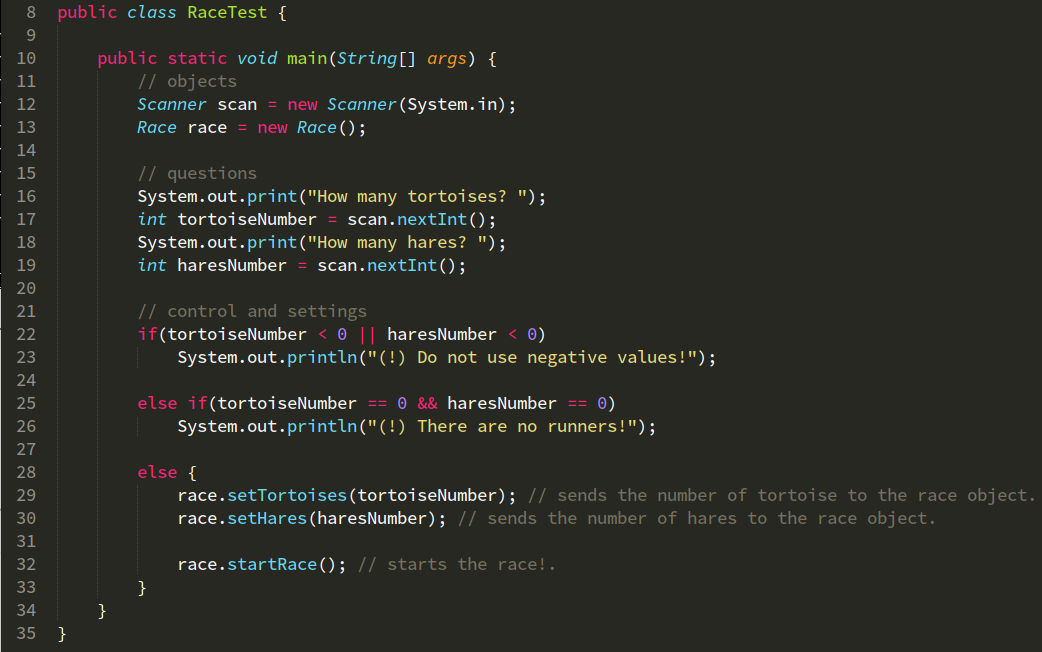 8 public class RaceTest {
9
10     public static void main(String[] args) {
11         // objects
12         Scanner scan = new Scanner(System.in);
13         Race race = new Race();
14
15         // questions
16         System.out.print("How many tortoises? ");
17         int tortoiseNumber = scan.nextInt();
18         System.out.print("How many hares? ");
19         int haresNumber = scan.nextInt();
20
21         // control and settings
22         if(tortoiseNumber < 0 || haresNumber < 0)
23             System.out.println("(!) Do not use negative values!");
24
25         else if(tortoiseNumber == 0 && haresNumber == 0)
26             System.out.println("(!) There are no runners!");
27
28         else {
29             race.setTortoises(tortoiseNumber); // sends the number of tortoise to the race object.
30             race.setHares(haresNumber); // sends the number of hares to the race object.
31
32             race.startRace(); // starts the race!.
33         }
34     }
35 }